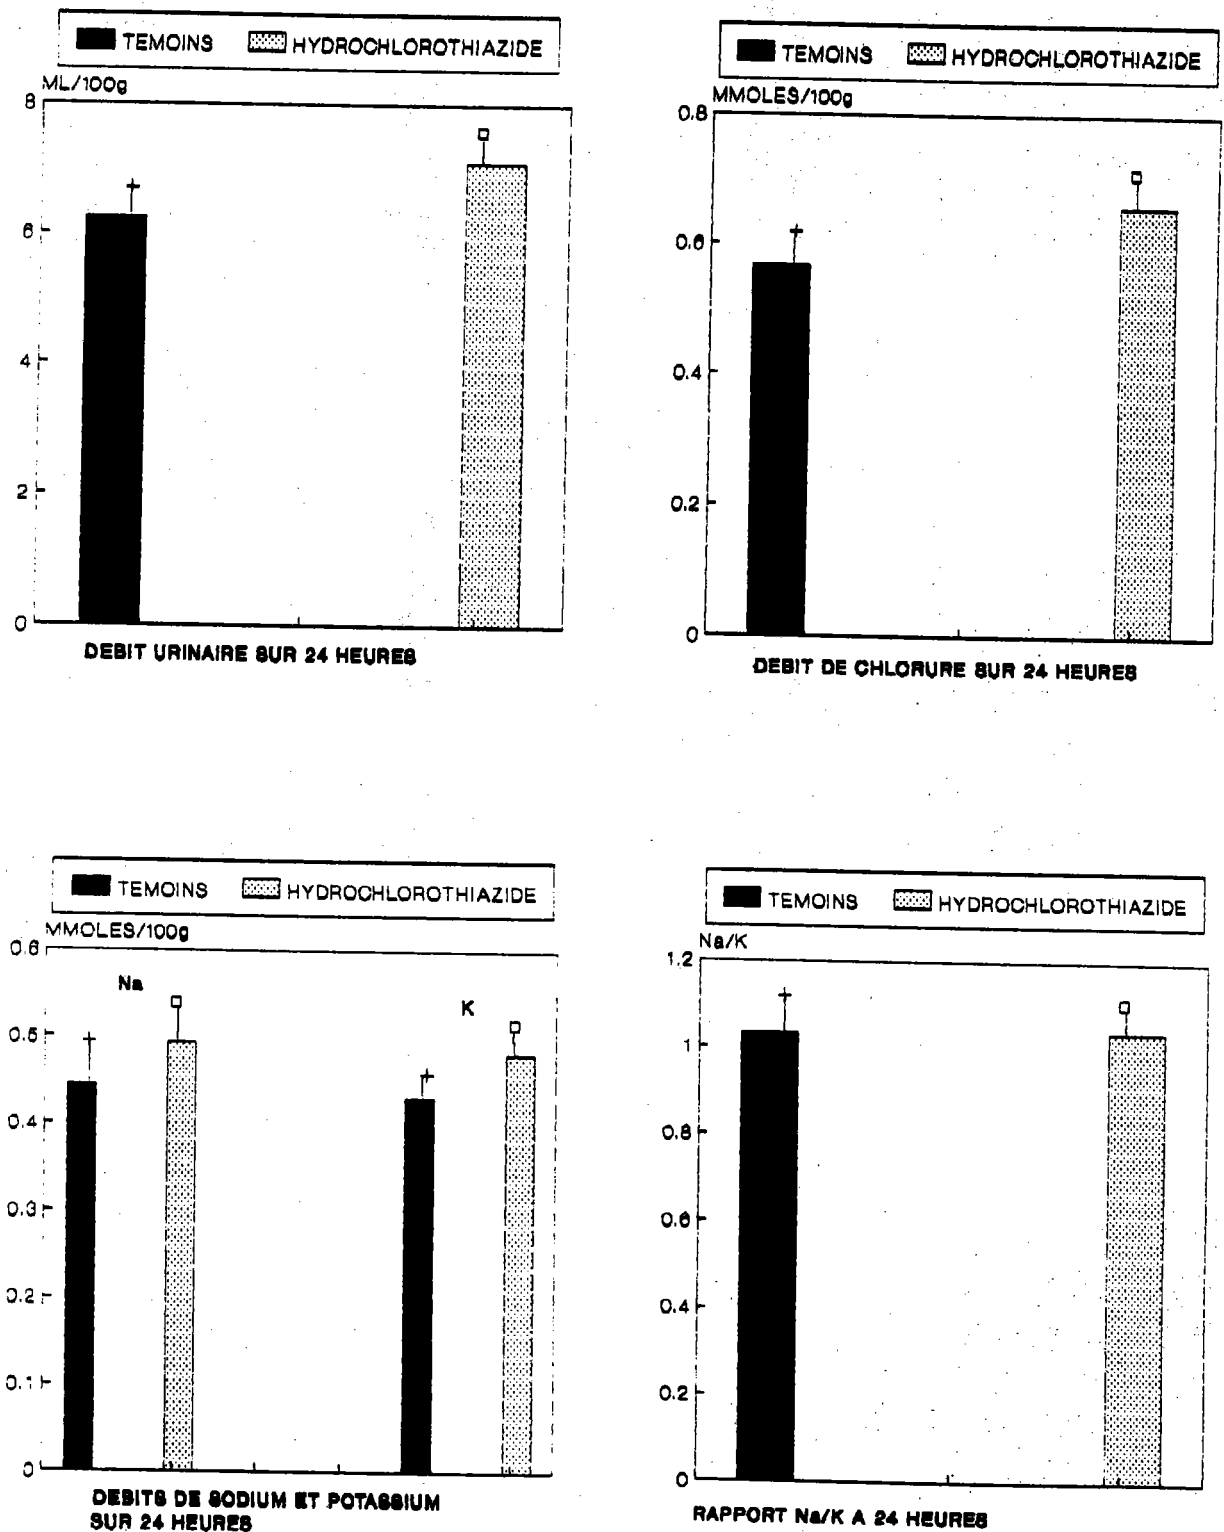 TEMOINS HYDROCHLOROTHIAZIDE
ML/100g
8
6
4
2
0
DEBIT URINAIRE SUR 24 HEURES
TEMOINS HYDROCHLOROTHIAZIDE
MMOLES/100g
0.8
0.6
0.4
0.2
0
DEBIT DE CHLORURE SUR 24 HEURES
TEMOINS HYDROCHLOROTHIAZIDE
MMOLES/100g
0.6
Na
K
0.5
0.4
0.3
0.2
0.1
0
DEBITS DE SODIUM ET POTASSIUM
SUR 24 HEURES
TEMOINS HYDROCHLOROTHIAZIDE
Na/K
1.2
1
0.8
0.6
0.4
0.2
0
RAPPORT Na/K A 24 HEURES